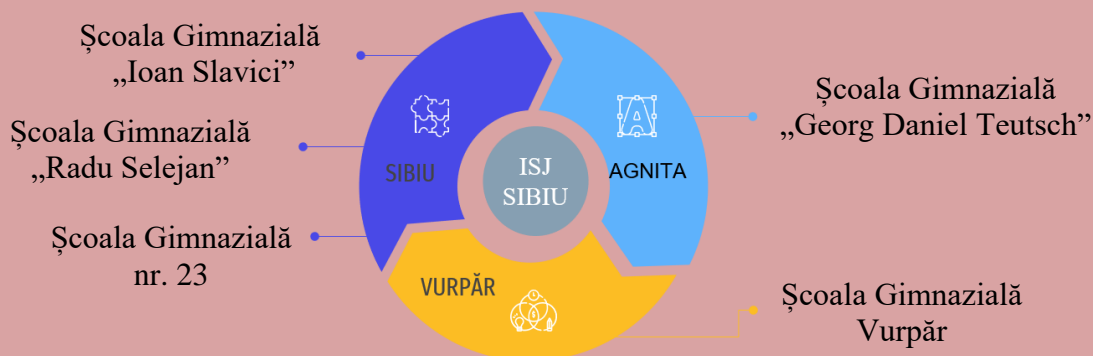 Școala Gimnazială
„Ioan Slavici”
Școala Gimnazială
„Radu Selejan”
Școala Gimnazială
nr. 23
SIBIU
ISJ
SIBIU
AGNITA
VURPĂR
Școala Gimnazială
„Georg Daniel Teutsch”
Școala Gimnazială
Vurpăr